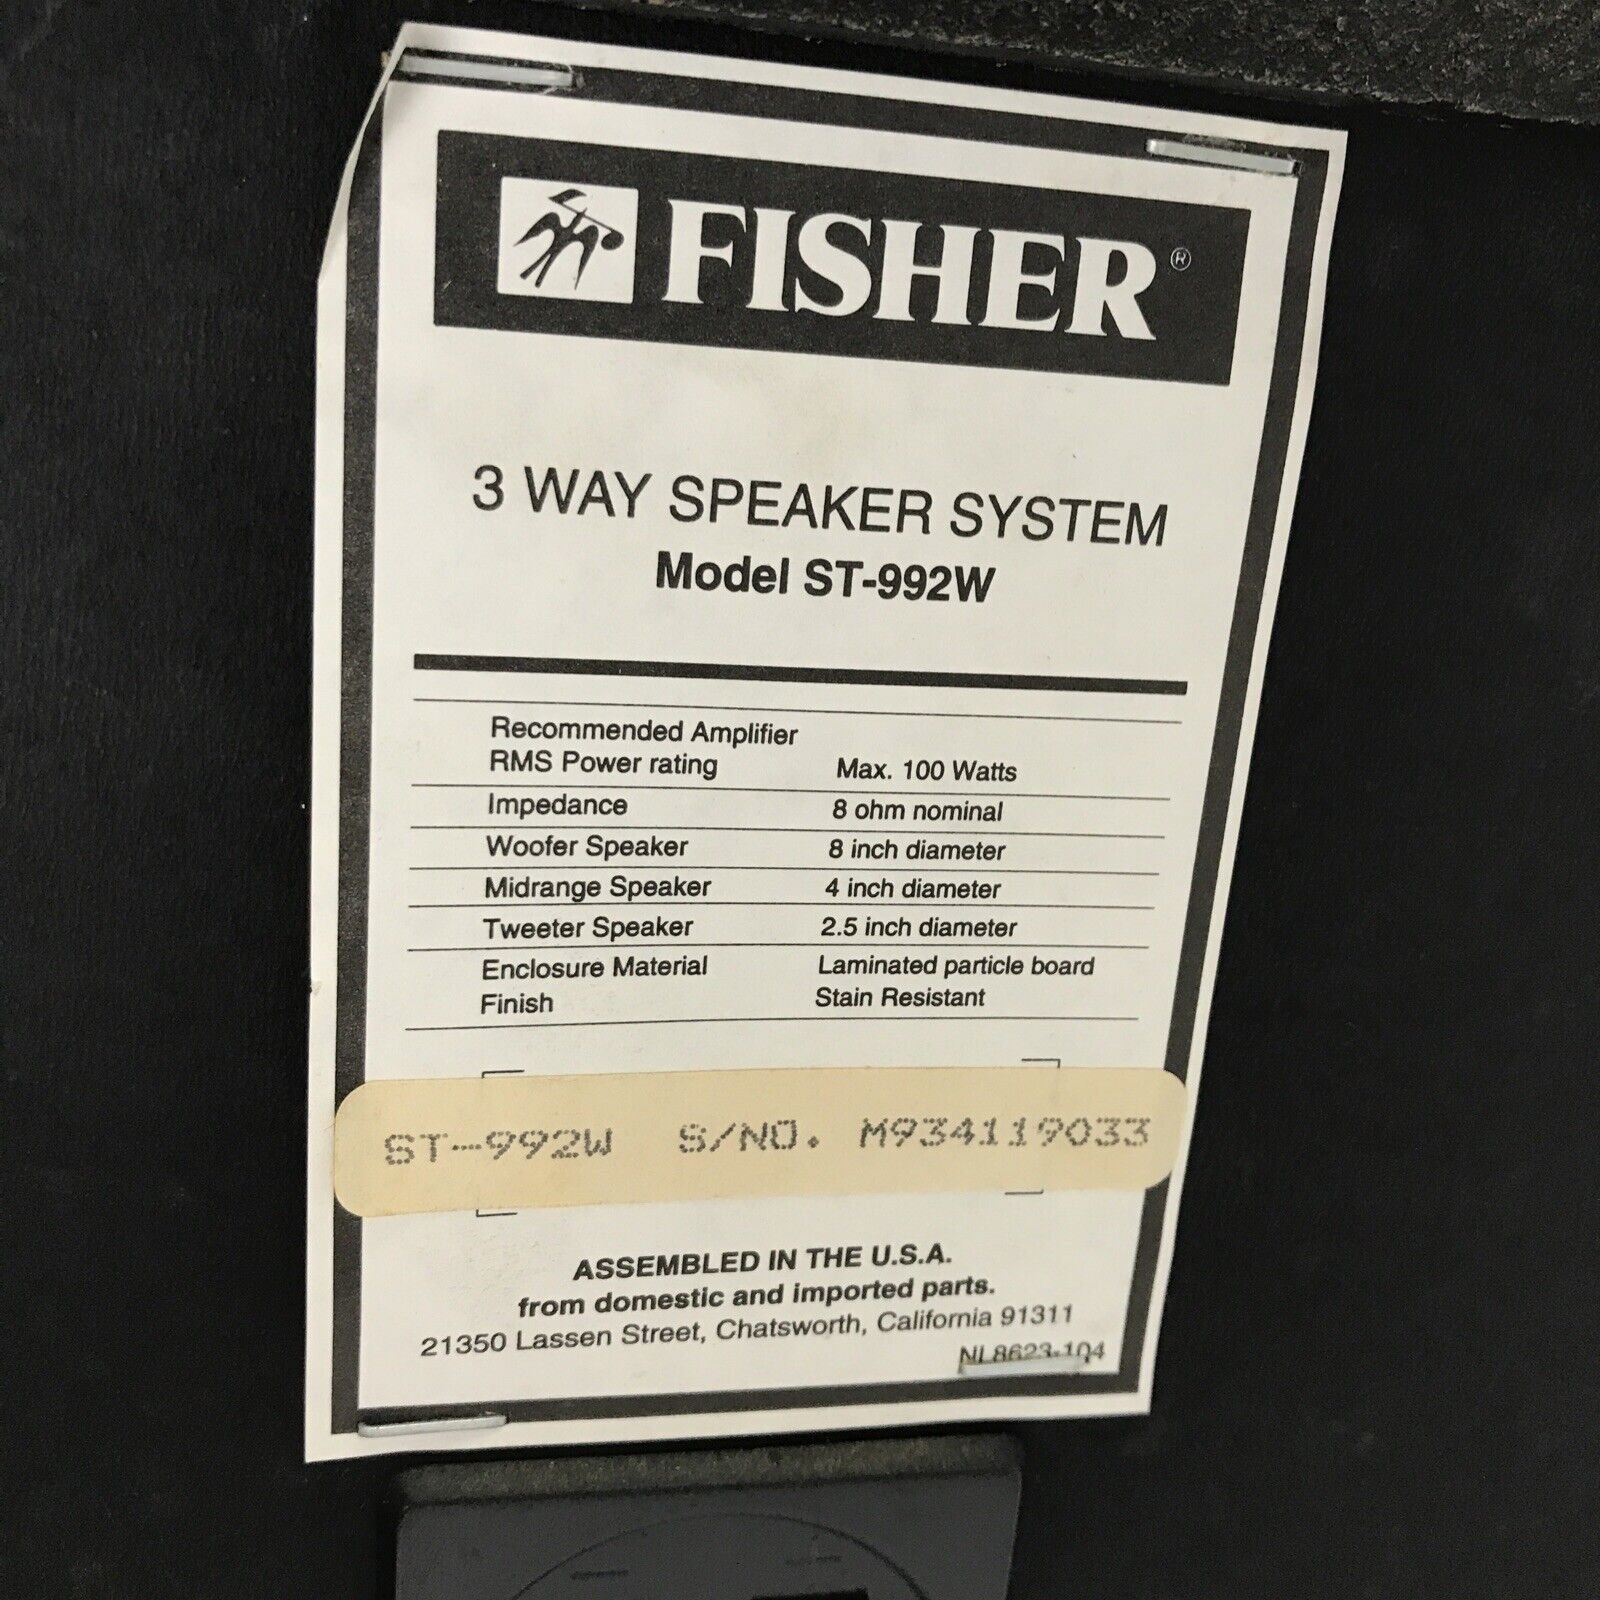 FISHER®
3 WAY SPEAKER SYSTEM
Model ST-992W
Recommended Amplifier
RMS Power rating Max. 100 Watts
Impedance 8 ohm nominal
Woofer Speaker 8 inch diameter
Midrange Speaker 4 inch diameter
Tweeter Speaker 2.5 inch diameter
Enclosure Material Laminated particle board
Finish Stain Resistant
ST-992W S/NO. M934119033
ASSEMBLED IN THE U.S.A.
from domestic and imported parts.
21350 Lassen Street, Chatsworth, California 91311
NL8623-104